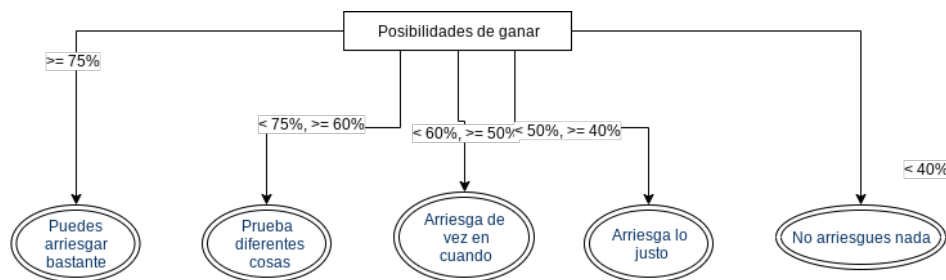 Posibilidades de ganar
>= 75%
< 75%, >= 60%
< 60%, >= 50%
< 50%, >= 40%
< 40%
Puedes
arriesgar
bastante
Prueba
diferentes
cosas
Arriesga de
vez en
cuando
Arriesga lo
justo
No arriesgues nada